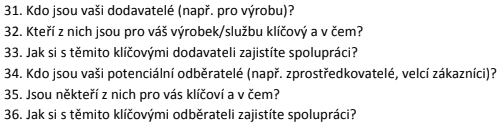 31. Kdo jsou vaši dodavatelé (např. pro výrobu)?
32. Kteří z nich jsou pro váš výrobek/službu klíčový a v čem?
33. Jak si s těmito klíčovými dodavateli zajistíte spolupráci?
34. Kdo jsou vaši potenciální odběratelé (např. zprostředkovatelé, velcí zákazníci)?
35. Jsou někteří z nich pro vás klíčoví a v čem?
36. Jak si s těmito klíčovými odběrateli zajistíte spolupráci?